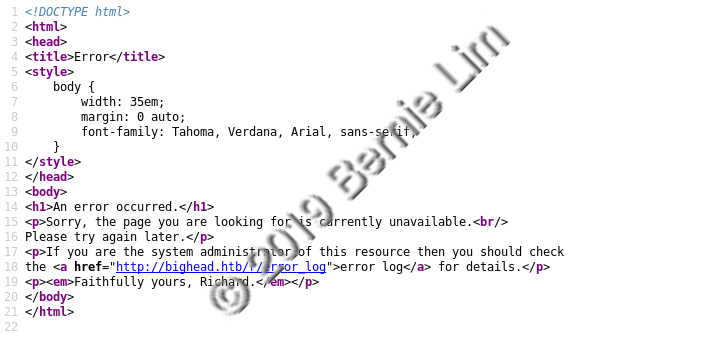 1 <!DOCTYPE html>
2 <html>
3 <head>
4 <title>Error</title>
5 <style>
6     body {
7         width: 35em;
8         margin: 0 auto;
9         font-family: Tahoma, Verdana, Arial, sans-serif;
10     }
11 </style>
12 </head>
13 <body>
14 <h1>An error occurred.</h1>
15 <p>Sorry, the page you are looking for is currently unavailable.<br/>
16 Please try again later.</p>
17 <p>If you are the system administrator of this resource then you should check
18 the <a href="http://bighead.htb/r/error_log">error log</a> for details.</p>
19 <p><em>Faithfully yours, Richard.</em></p>
20 </body>
21 </html>
22
© 2019 Bernie Lim